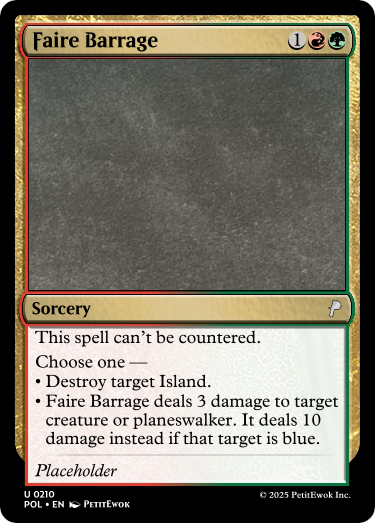 Faire Barrage 1
Sorcery
This spell can't be countered.
Choose one —
• Destroy target Island.
• Faire Barrage deals 3 damage to target
creature or planeswalker. It deals 10
damage instead if that target is blue.
Placeholder
U 0210
POL • EN PetitEwok
© 2025 PetitEwok Inc.